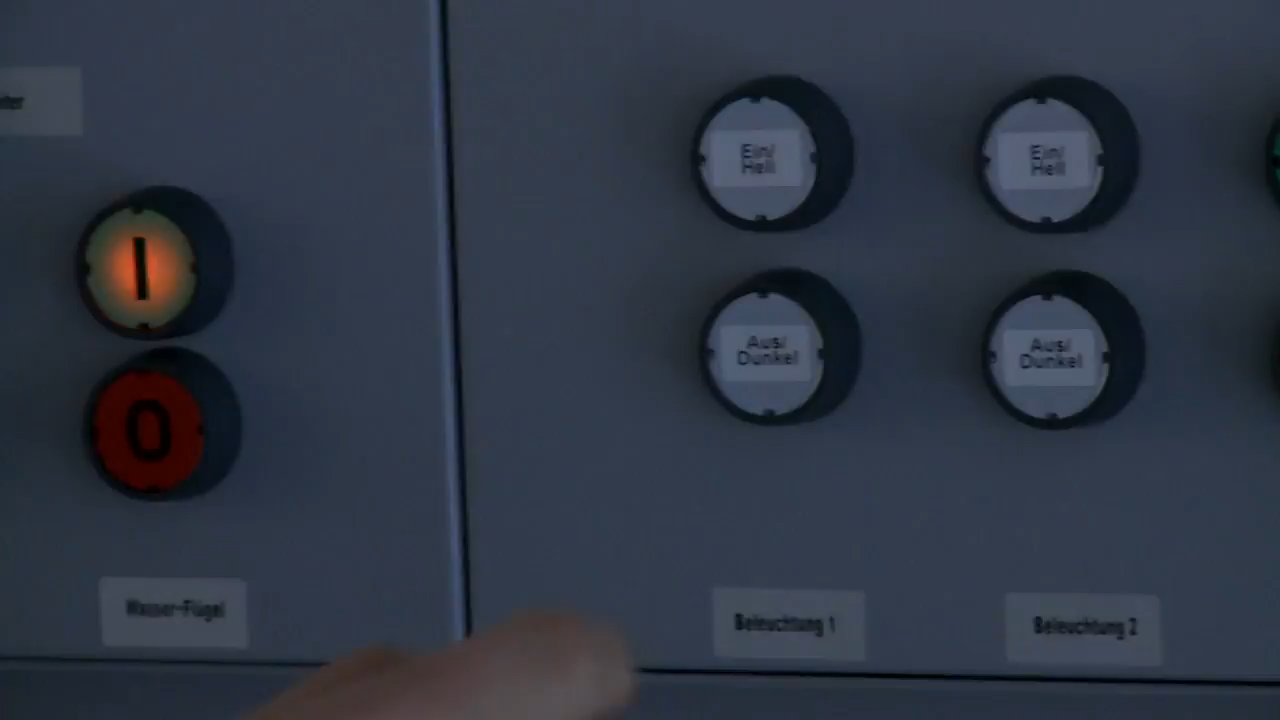 I
0
Wasser-Flügel
Ein/
Hell
Aus/
Dunkel
Beleuchtung 1
Ein/
Hell
Aus/
Dunkel
Beleuchtung 2